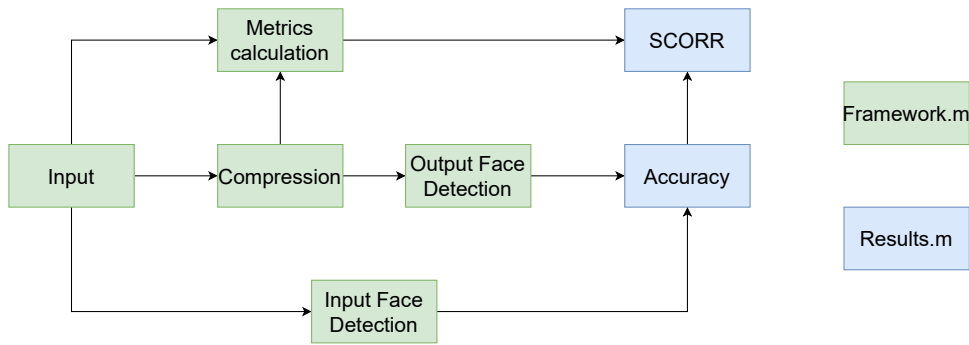 Metrics
calculation
SCORR
Framework.m
Input
Compression
Output Face
Detection
Accuracy
Results.m
Input Face
Detection